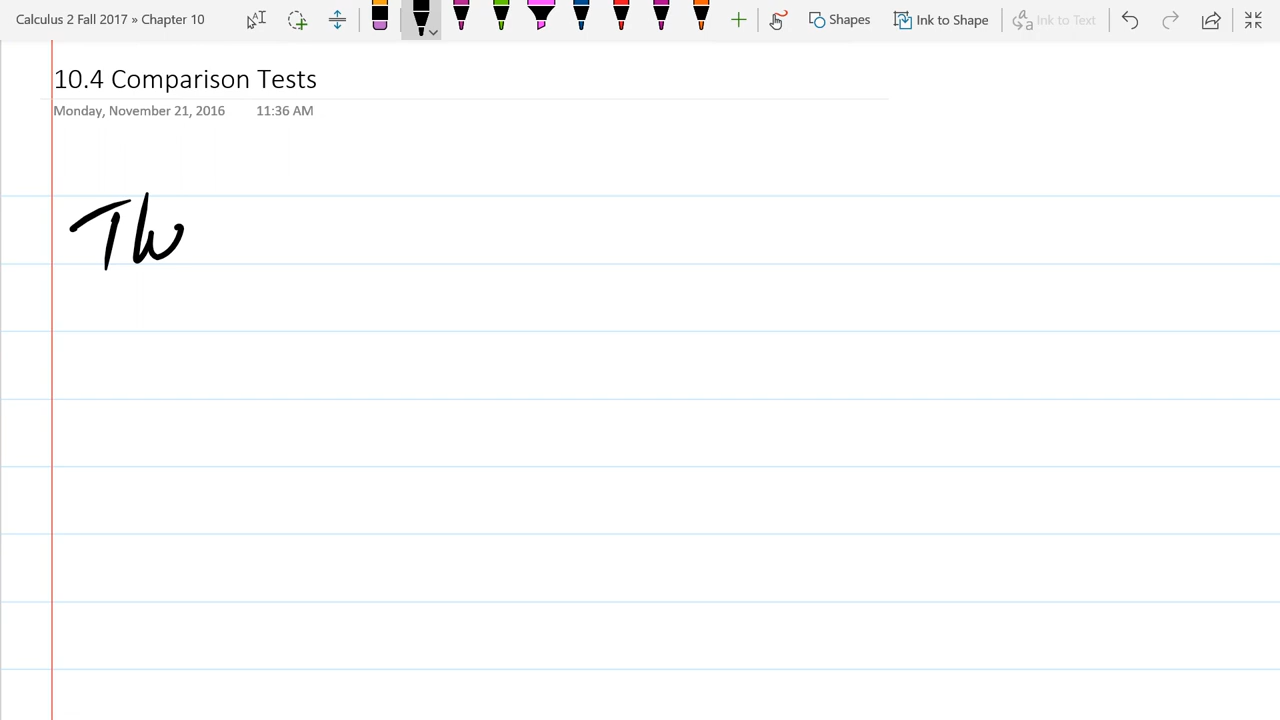 Calculus 2 Fall 2017 » Chapter 10
Shapes
Ink to Shape
Ink to Text
10.4 Comparison Tests
Monday, November 21, 2016 11:36 AM